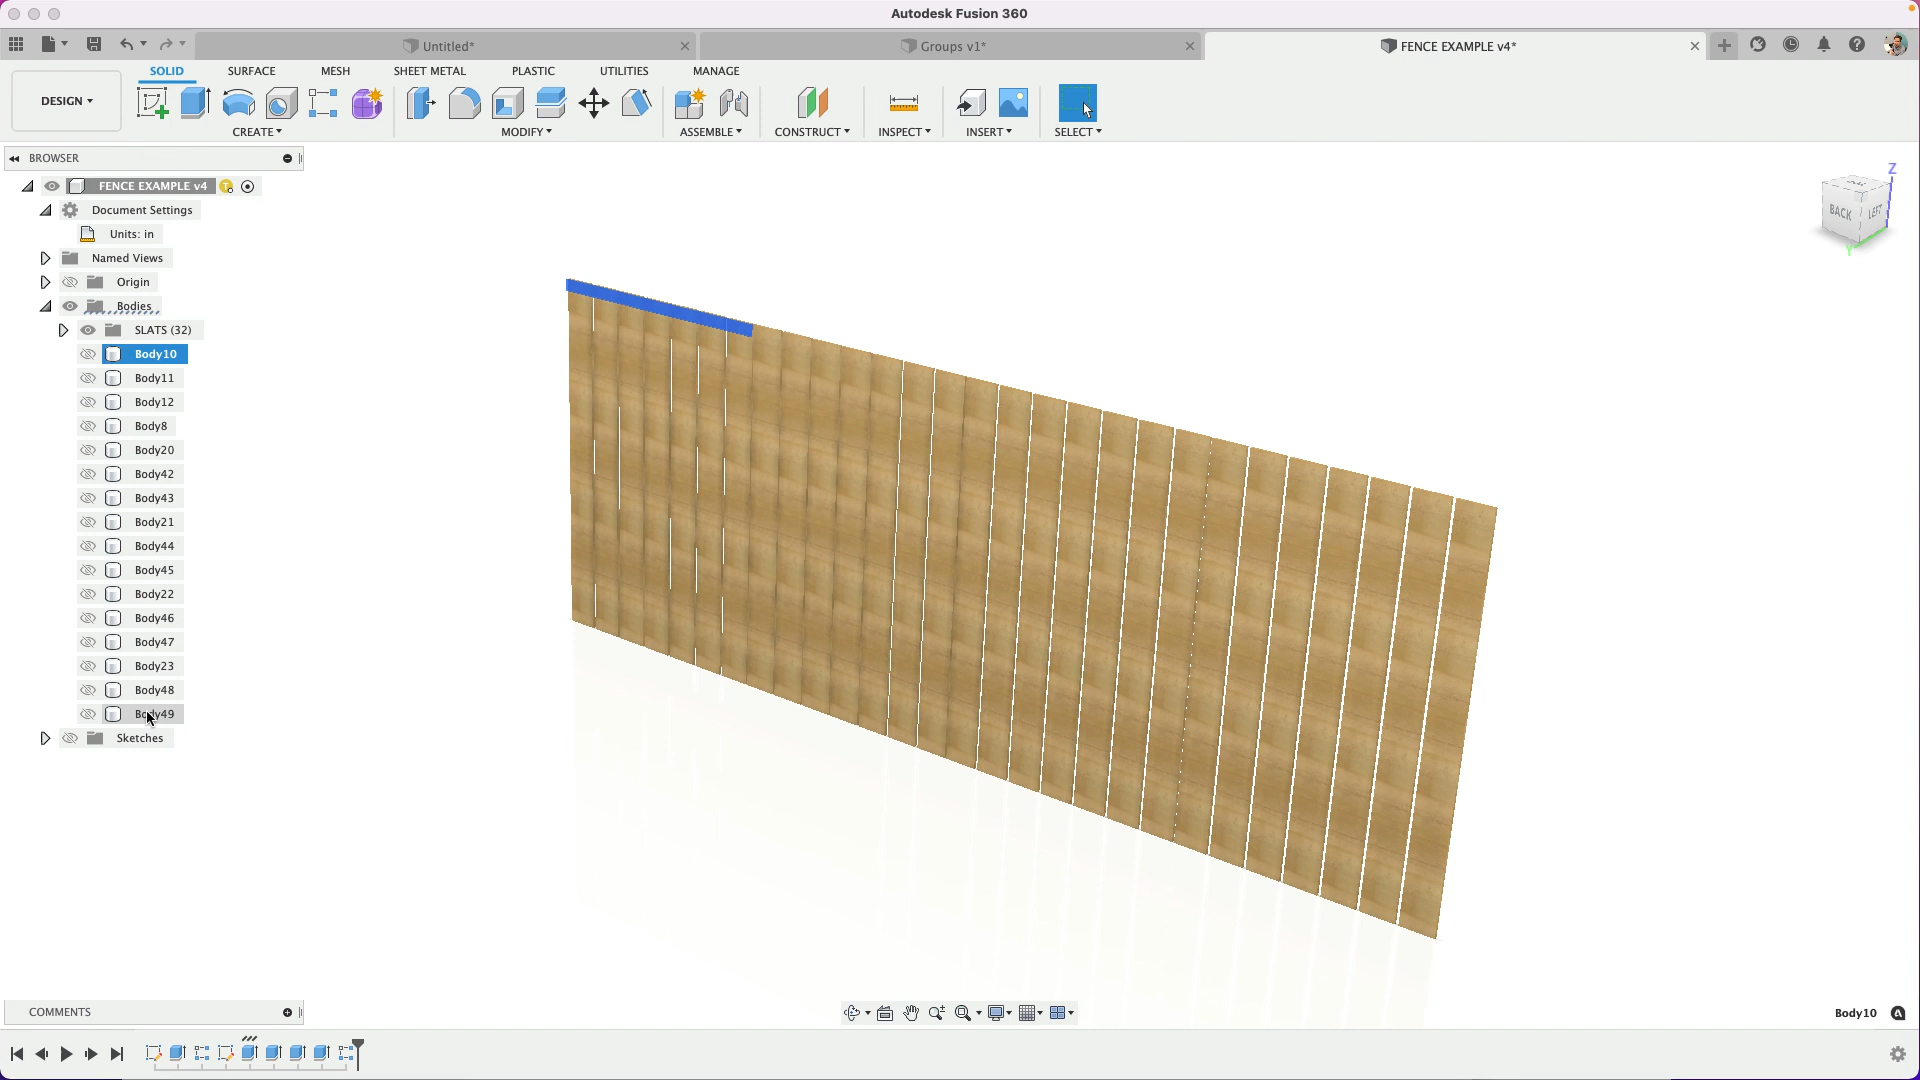 Autodesk Fusion 360
Untitled*
Groups v1*
FENCE EXAMPLE v4*
SOLID SURFACE MESH SHEET METAL PLASTIC UTILITIES MANAGE
DESIGN
CREATE MODIFY ASSEMBLE CONSTRUCT INSPECT INSERT SELECT
BROWSER
FENCE EXAMPLE v4
Document Settings
Units: in
Named Views
Origin
Bodies
SLATS (32)
Body10
Body11
Body12
Body8
Body20
Body42
Body43
Body21
Body44
Body45
Body22
Body46
Body47
Body23
Body48
Body49
Sketches
Z
BACK
LEFT
Y
COMMENTS
Body10